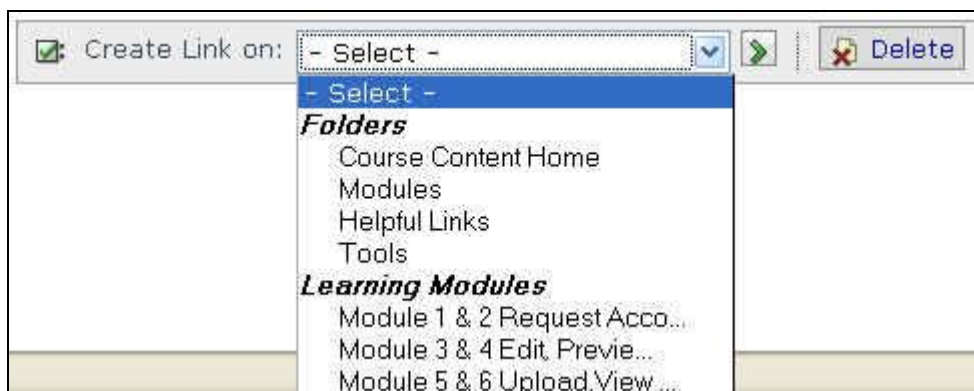 Create Link on: - Select - Delete
- Select -
Folders
Course Content Home
Modules
Helpful Links
Tools
Learning Modules
Module 1 & 2 Request Acco...
Module 3 & 4 Edit, Previe...
Module 5 & 6 Upload,View ...